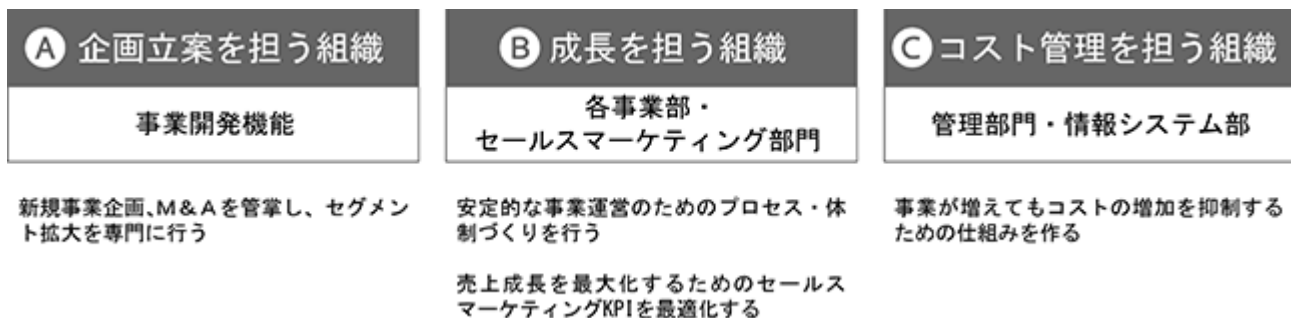 A 企画立案を担う組織
事業開発機能
新規事業企画、M&Aを管掌し、セグメン
ト拡大を専門に行う
B 成長を担う組織
各事業部・
セールスマーケティング部門
安定的な事業運営のためのプロセス・体
制づくりを行う
売上成長を最大化するためのセールス
マーケティングKPIを最適化する
C コスト管理を担う組織
管理部門・情報システム部
事業が増えてもコストの増加を抑制する
ための仕組みを作る